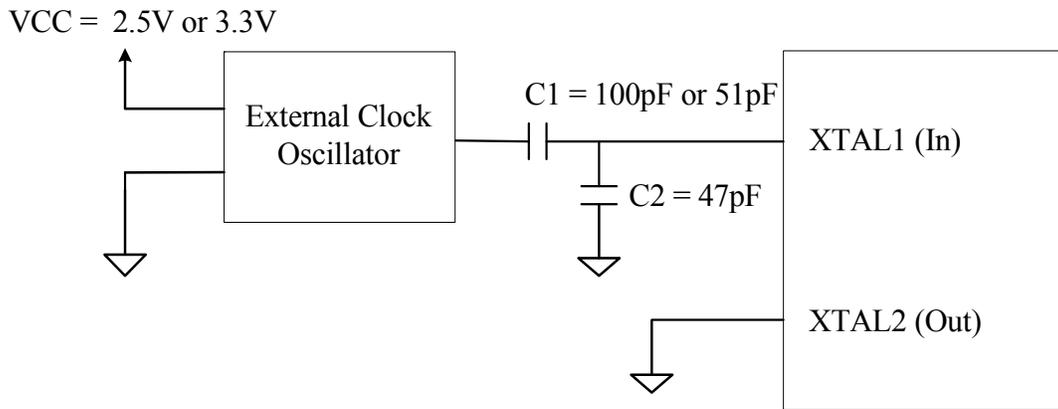 VCC = 2.5V or 3.3V
External Clock
Oscillator
C1 = 100pF or 51pF
C2 = 47pF
XTAL1 (In)
XTAL2 (Out)